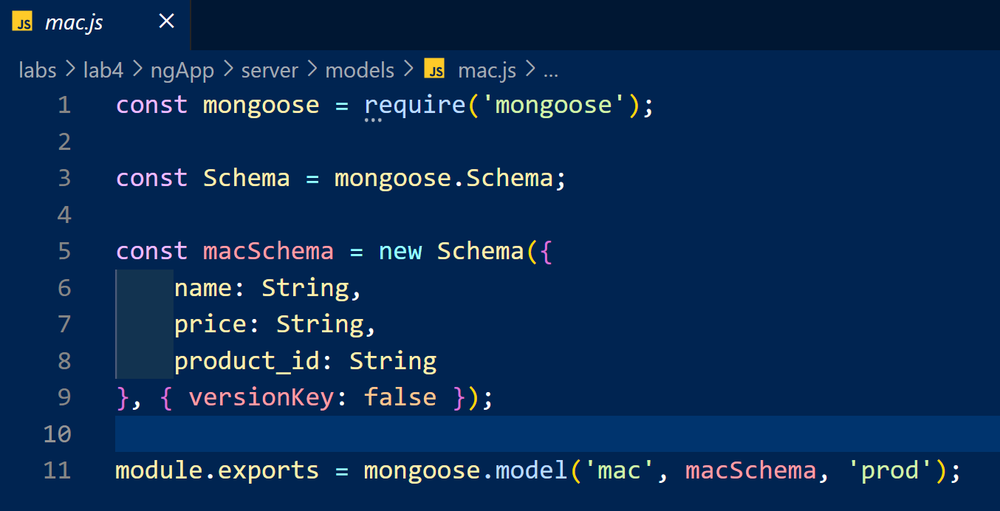 JS mac.js ×
labs > lab4 > ngApp > server > models > JS mac.js > ...
1 const mongoose = require('mongoose');
2
3 const Schema = mongoose.Schema;
4
5 const macSchema = new Schema({
6     name: String,
7     price: String,
8     product_id: String
9 }, { versionKey: false });
10
11 module.exports = mongoose.model('mac', macSchema, 'prod');